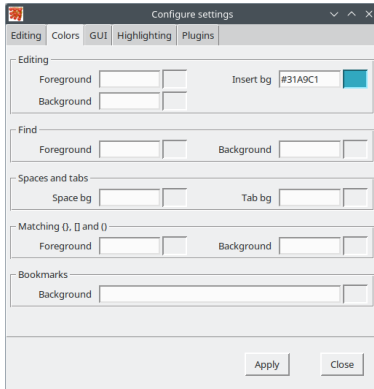 Configure settings
Editing Colors GUI Highlighting Plugins
Editing
Foreground Insert bg #31A9C1
Background
Find
Foreground Background
Spaces and tabs
Space bg Tab bg
Matching {}, [] and ()
Foreground Background
Bookmarks
Background
Apply Close